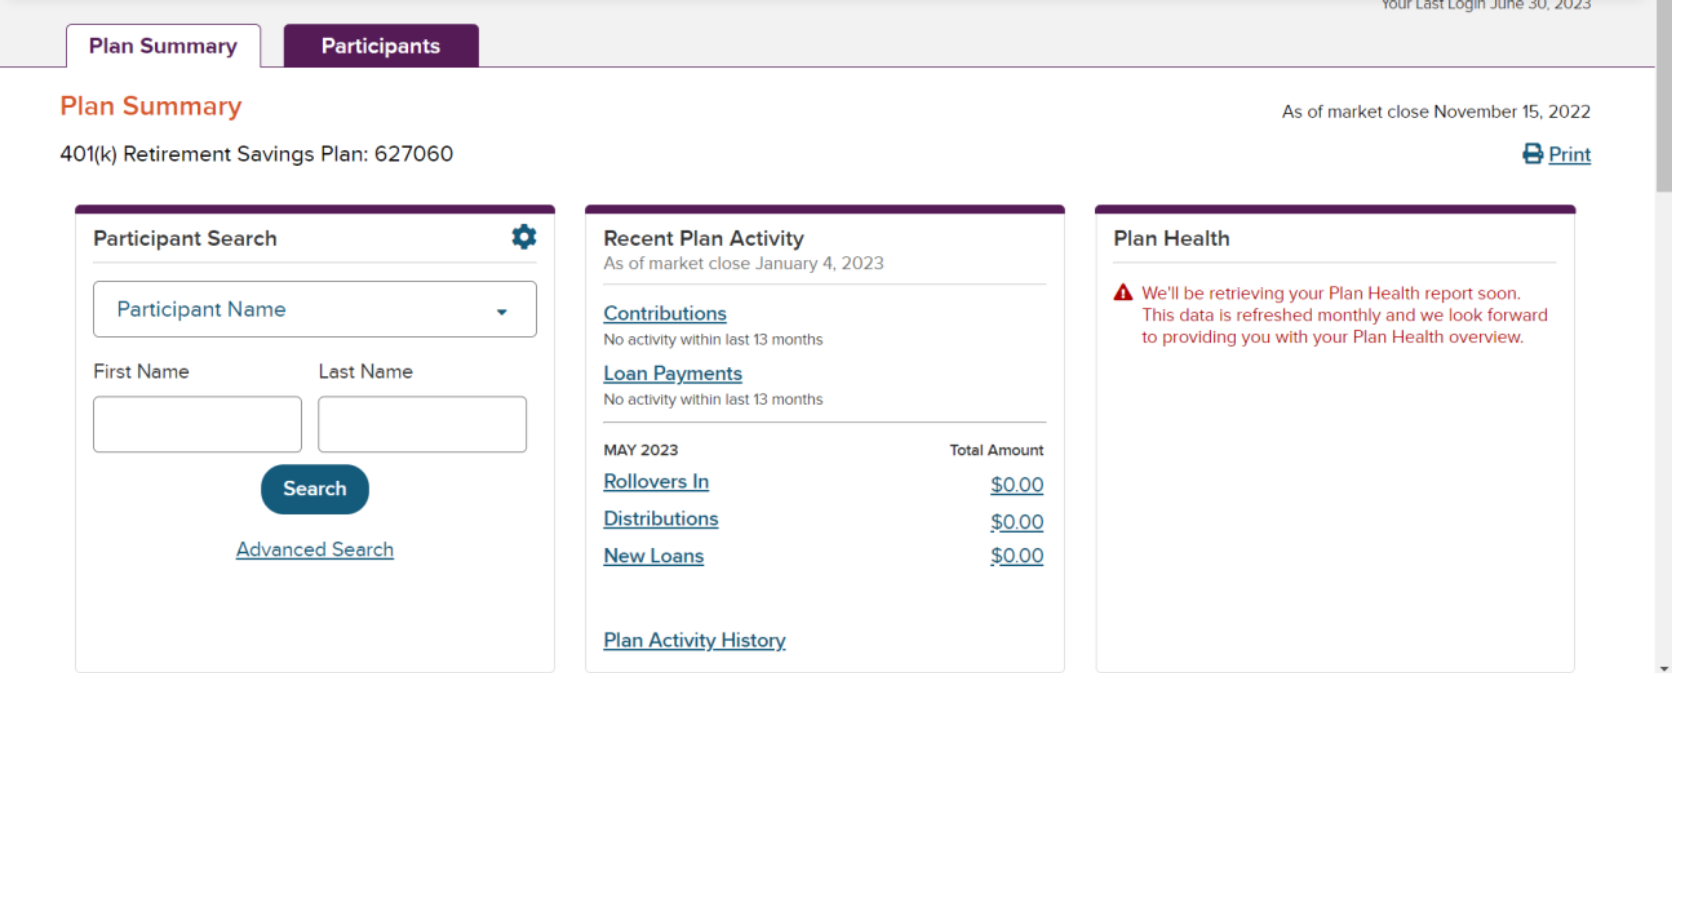 Your Last Login June 30, 2023
Plan Summary
Participants
Plan Summary
As of market close November 15, 2022
401(k) Retirement Savings Plan: 627060
Print
Participant Search
Participant Name
First Name
Last Name
Search
Advanced Search
Recent Plan Activity
As of market close January 4, 2023
Contributions
No activity within last 13 months
Loan Payments
No activity within last 13 months
MAY 2023 Total Amount
Rollovers In $0.00
Distributions $0.00
New Loans $0.00
Plan Activity History
Plan Health
We'll be retrieving your Plan Health report soon.
This data is refreshed monthly and we look forward
to providing you with your Plan Health overview.